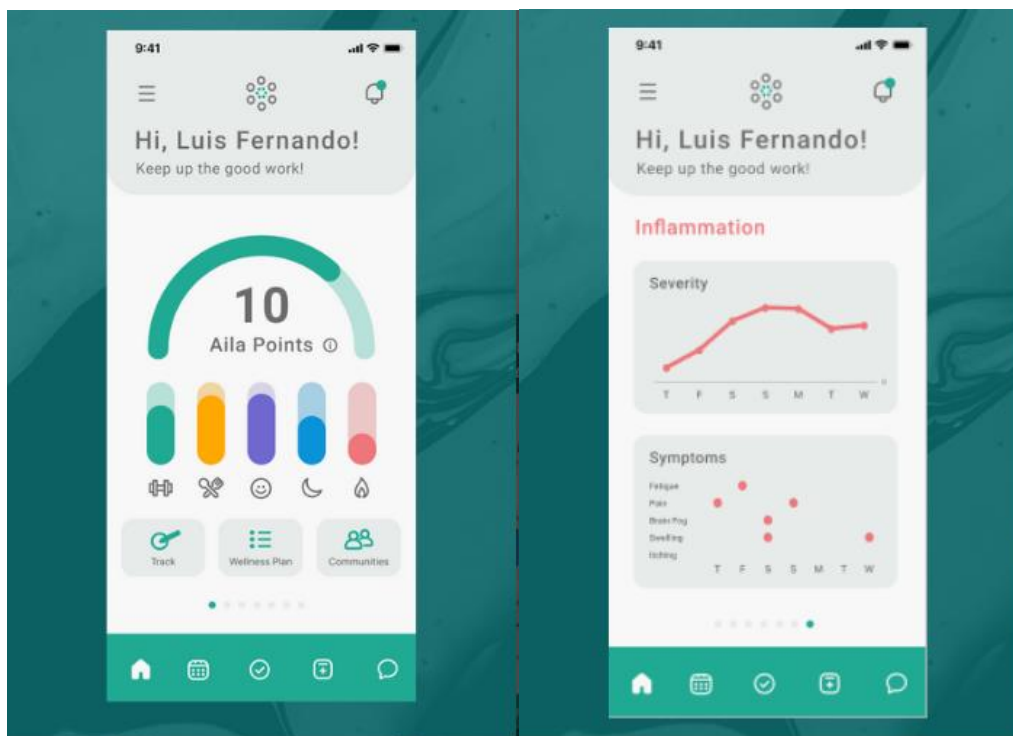 9:41
Hi, Luis Fernando!
Keep up the good work!
10
Aila Points
Track
Wellness Plan
Communities
9:41
Hi, Luis Fernando!
Keep up the good work!
Inflammation
Severity
0
T F S S M T W
Symptoms
Fatigue
Pain
Brain Fog
Swelling
Itching
T F S S M T W